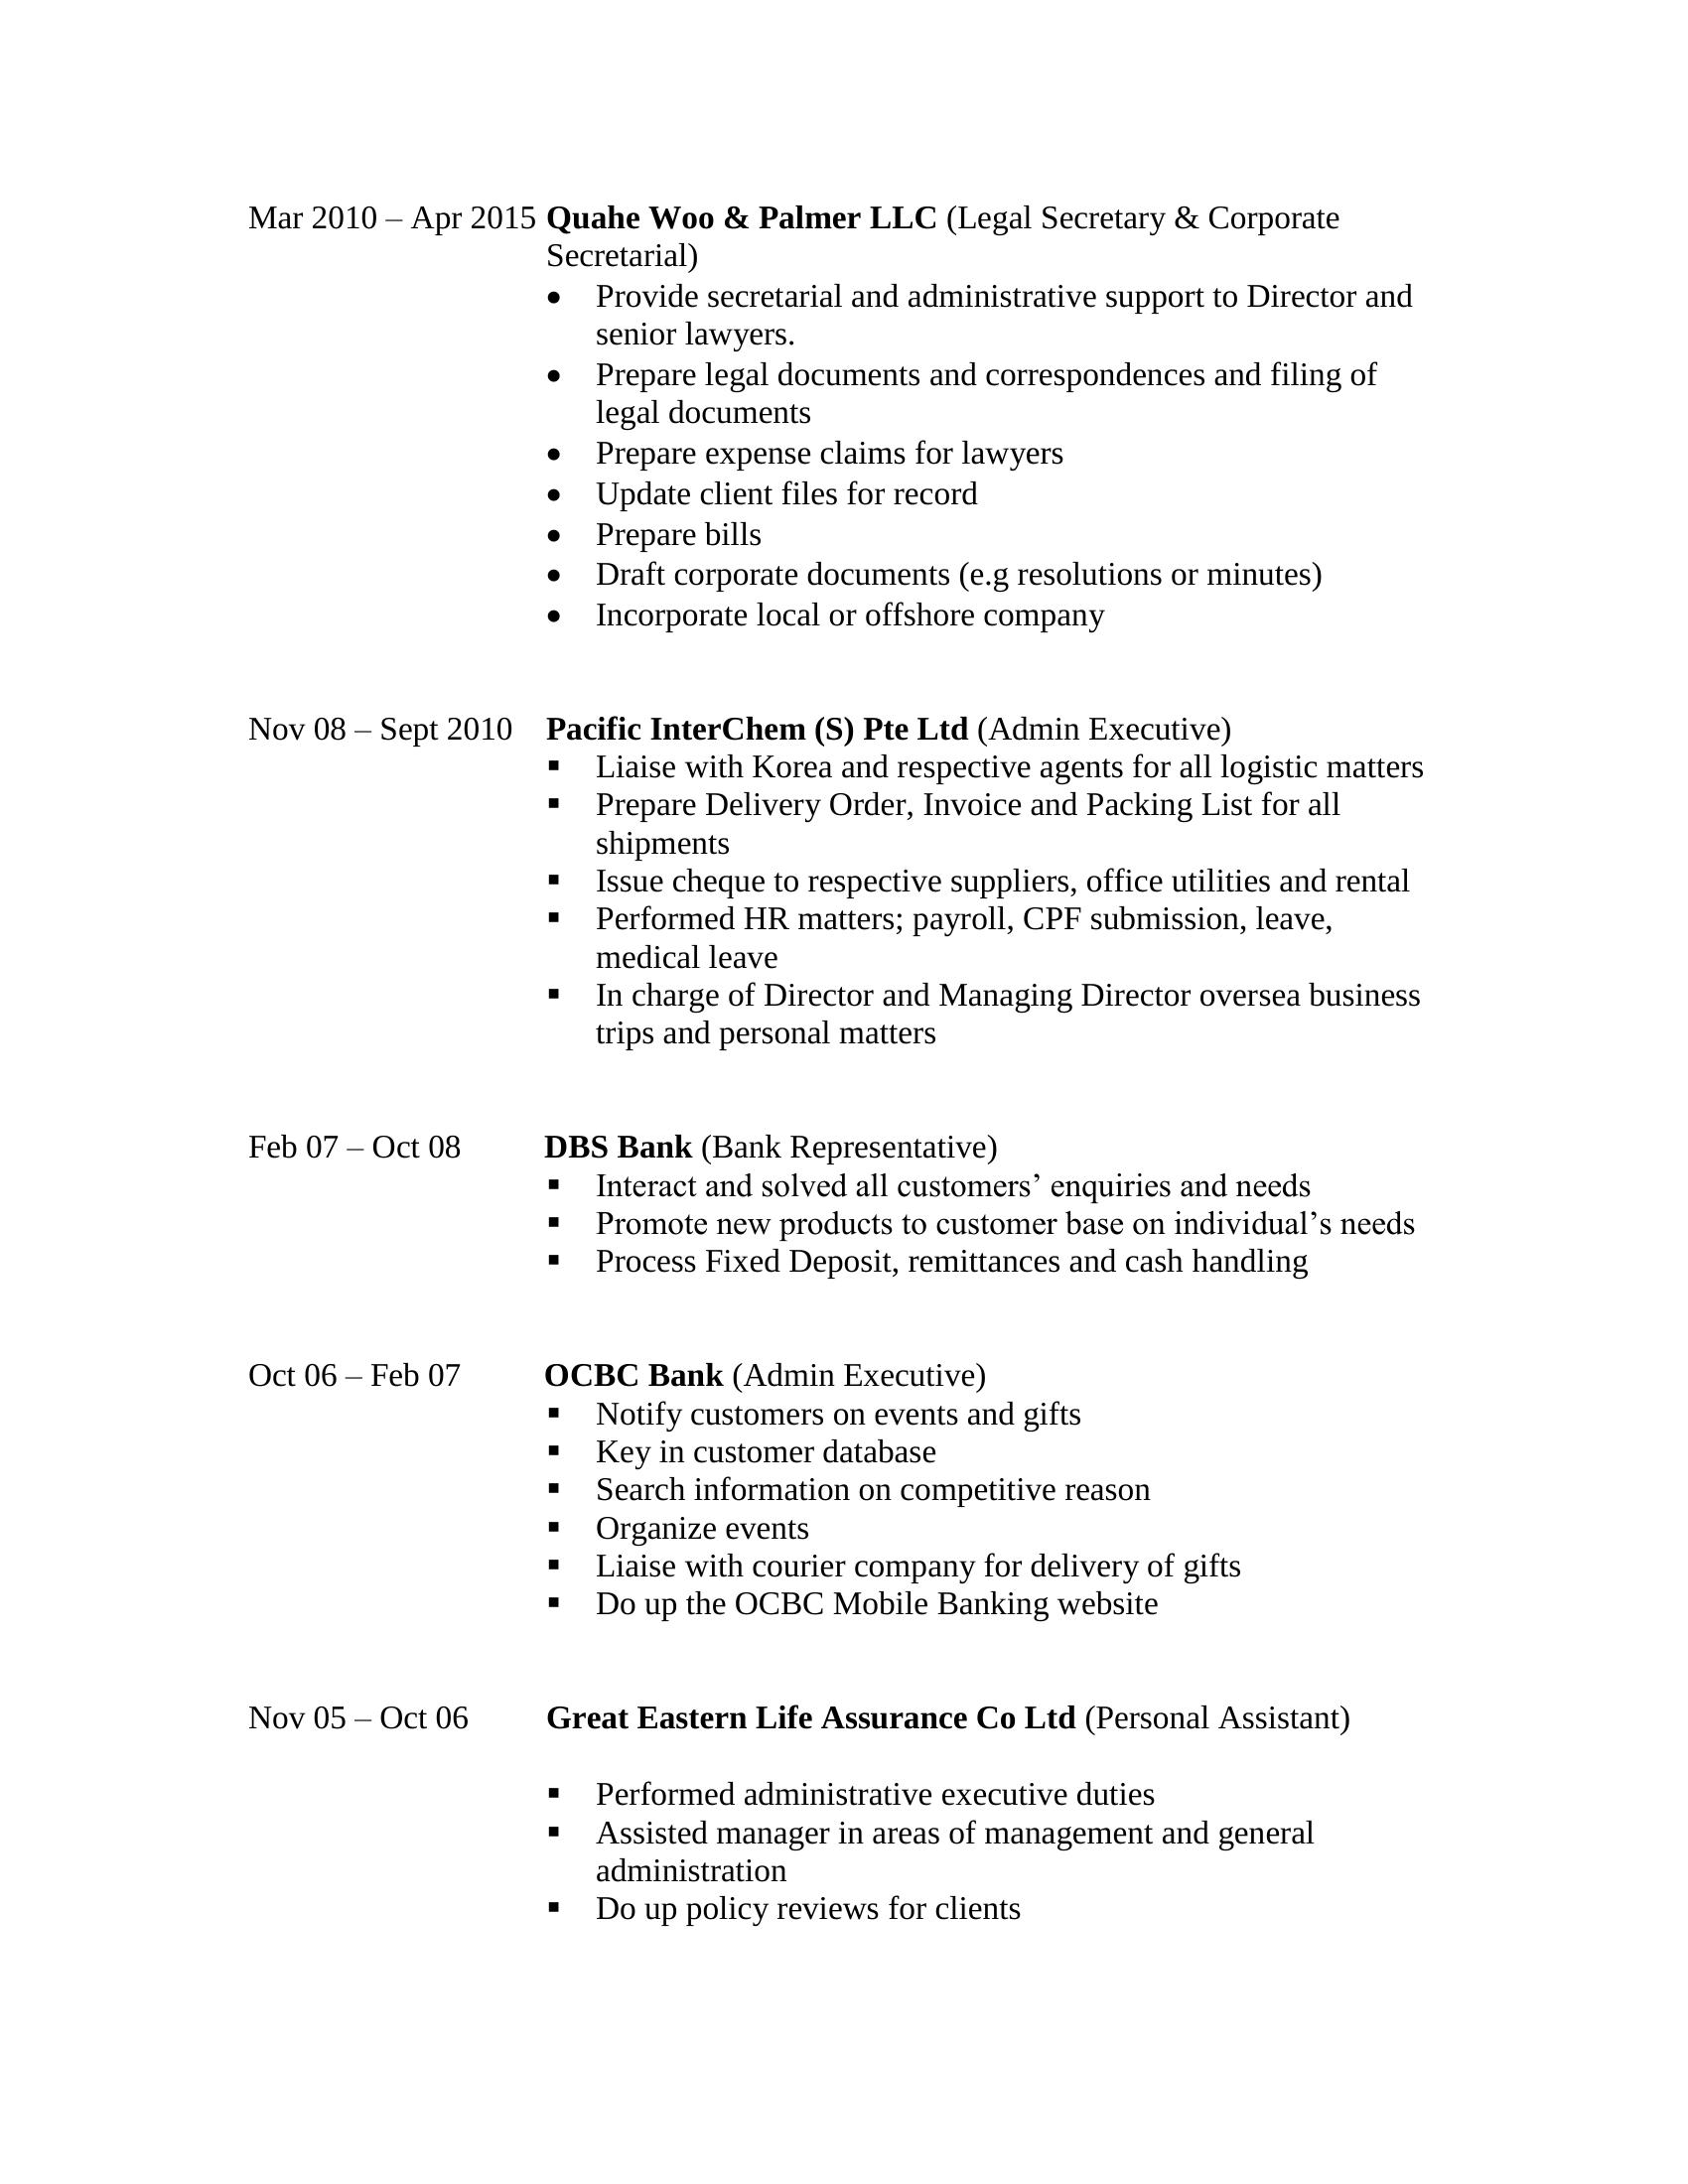 Mar 2010 – Apr 2015 Quahe Woo & Palmer LLC (Legal Secretary & Corporate
Secretarial)
● Provide secretarial and administrative support to Director and
senior lawyers.
● Prepare legal documents and correspondences and filing of
legal documents
● Prepare expense claims for lawyers
● Update client files for record
● Prepare bills
● Draft corporate documents (e.g resolutions or minutes)
● Incorporate local or offshore company
Nov 08 – Sept 2010 Pacific InterChem (S) Pte Ltd (Admin Executive)
▪ Liaise with Korea and respective agents for all logistic matters
▪ Prepare Delivery Order, Invoice and Packing List for all
shipments
▪ Issue cheque to respective suppliers, office utilities and rental
▪ Performed HR matters; payroll, CPF submission, leave,
medical leave
▪ In charge of Director and Managing Director oversea business
trips and personal matters
Feb 07 – Oct 08 DBS Bank (Bank Representative)
▪ Interact and solved all customers’ enquiries and needs
▪ Promote new products to customer base on individual’s needs
▪ Process Fixed Deposit, remittances and cash handling
Oct 06 – Feb 07 OCBC Bank (Admin Executive)
▪ Notify customers on events and gifts
▪ Key in customer database
▪ Search information on competitive reason
▪ Organize events
▪ Liaise with courier company for delivery of gifts
▪ Do up the OCBC Mobile Banking website
Nov 05 – Oct 06 Great Eastern Life Assurance Co Ltd (Personal Assistant)
▪ Performed administrative executive duties
▪ Assisted manager in areas of management and general
administration
▪ Do up policy reviews for clients